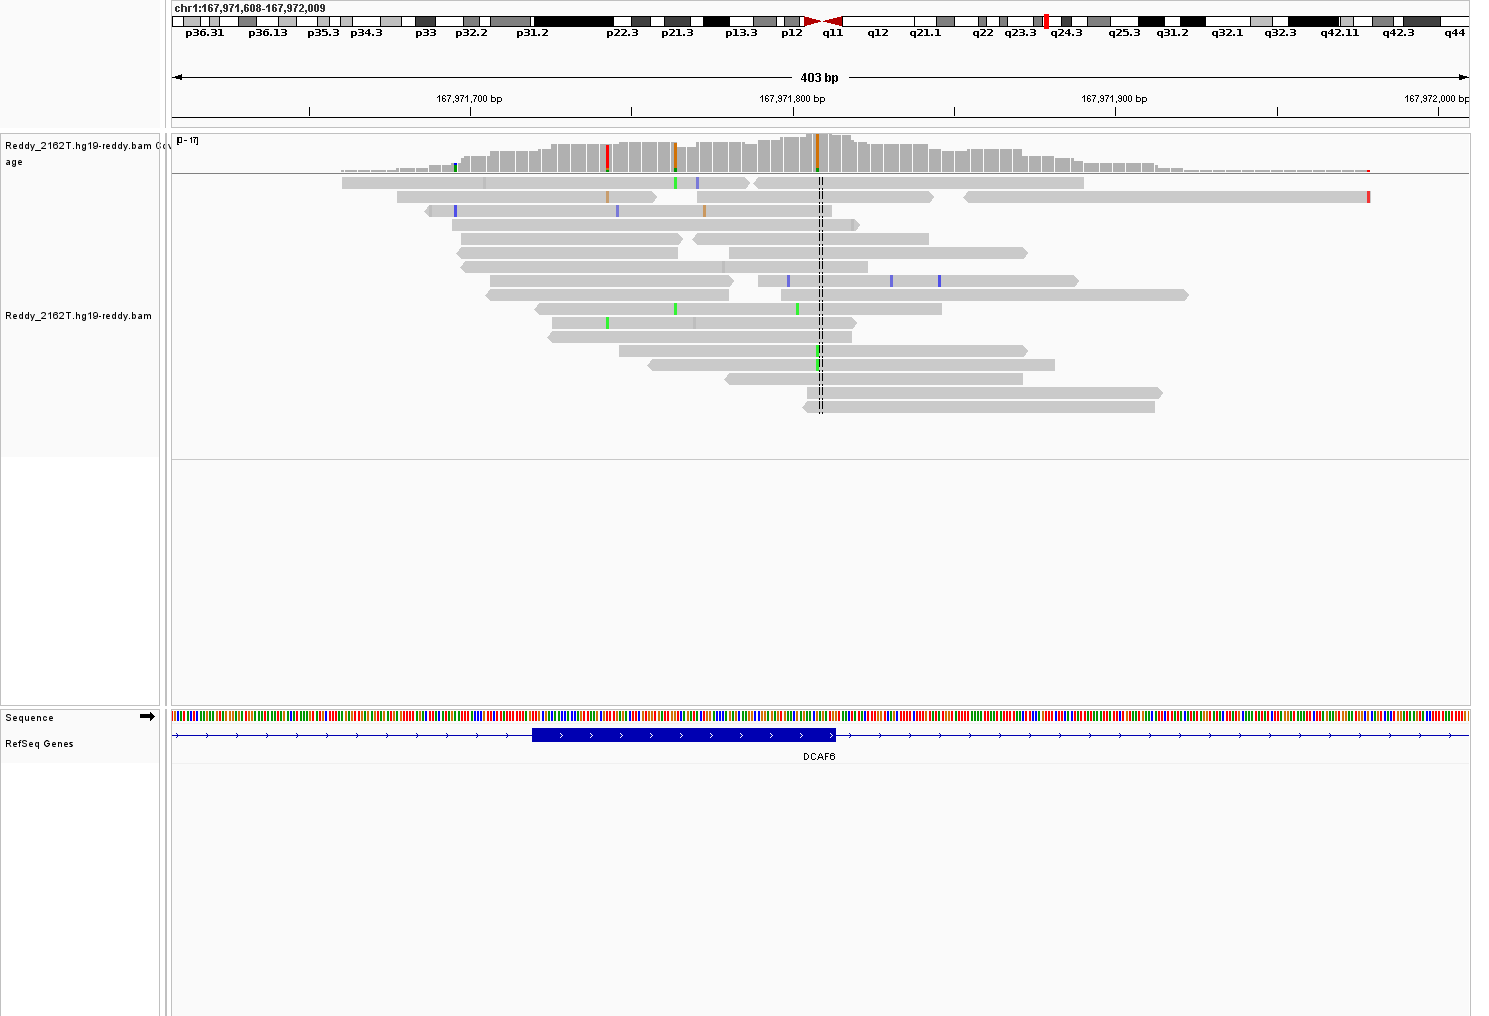 chr1:167,971,608-167,972,009
p36.31 p36.13 p35.3 p34.3 p33 p32.2 p31.2 p22.3 p21.3 p13.3 p12 q11 q12 q21.1 q22 q23.3 q24.3 q25.3 q31.2 q32.1 q32.3 q42.11 q42.3 q44
403 bp
167,971,700 bp 167,971,800 bp 167,971,900 bp 167,972,000 bp
[0 - 17]
Reddy_2162T.hg19-reddy.bam Cov
age
Reddy_2162T.hg19-reddy.bam
Sequence
RefSeq Genes
DCAF6